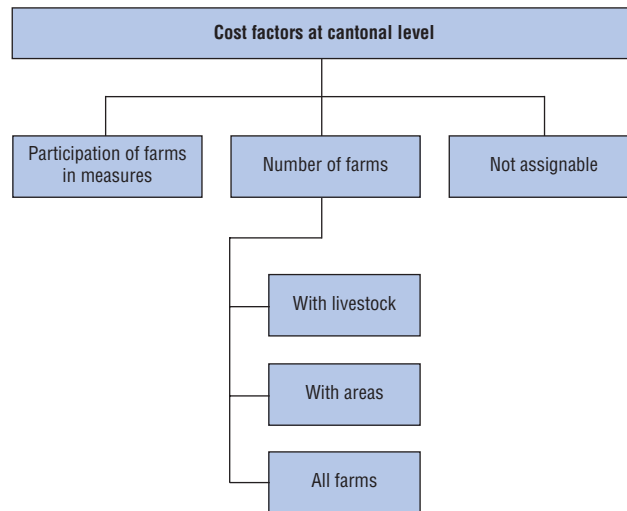 Cost factors at cantonal level
Participation of farms
in measures
Number of farms
Not assignable
With livestock
With areas
All farms